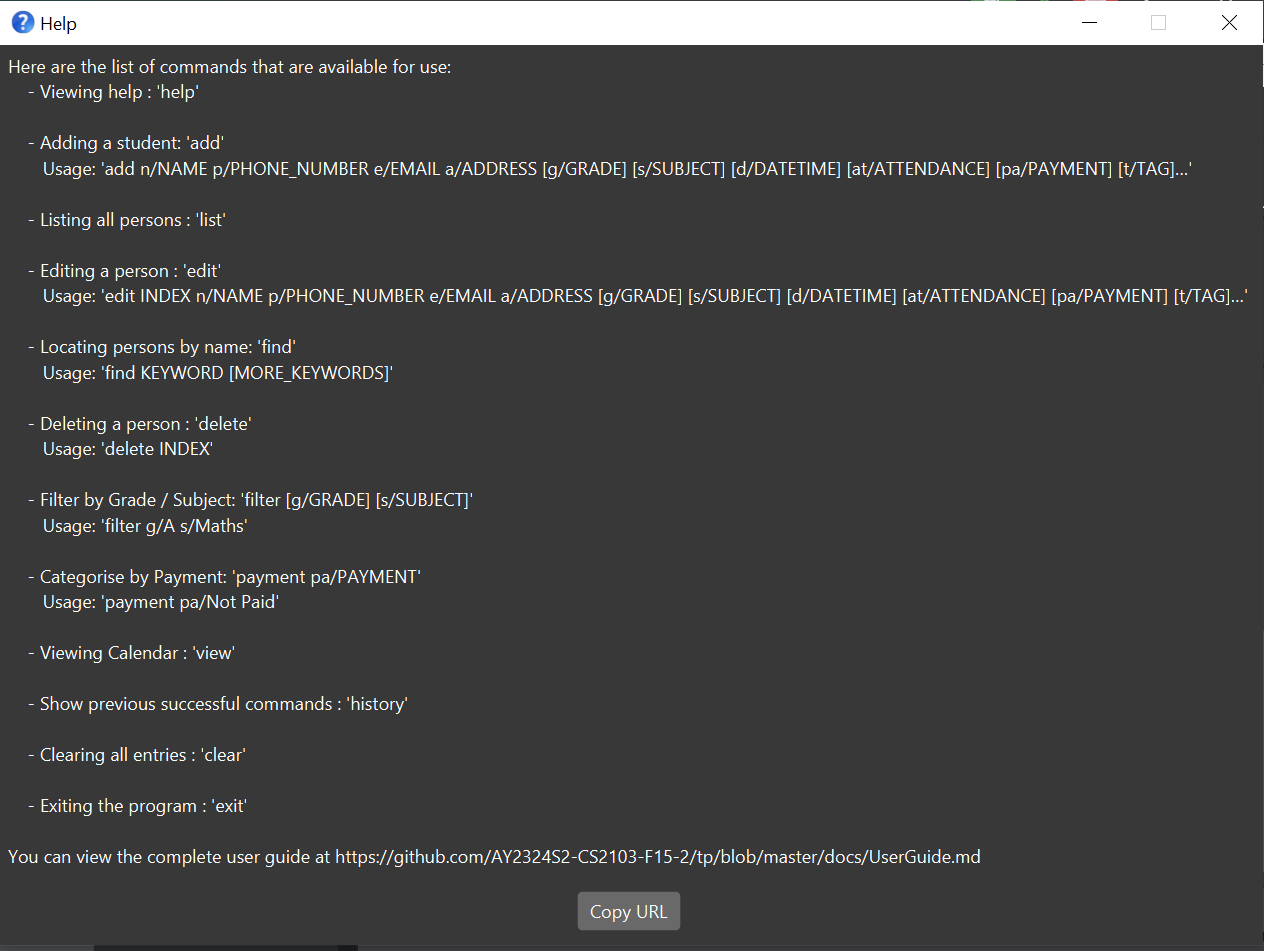 Help
Here are the list of commands that are available for use:
- Viewing help : 'help'
- Adding a student: 'add'
Usage: 'add n/NAME p/PHONE_NUMBER e/EMAIL a/ADDRESS [g/GRADE] [s/SUBJECT] [d/DATETIME] [at/ATTENDANCE] [pa/PAYMENT] [t/TAG]...'
- Listing all persons : 'list'
- Editing a person : 'edit'
Usage: 'edit INDEX n/NAME p/PHONE_NUMBER e/EMAIL a/ADDRESS [g/GRADE] [s/SUBJECT] [d/DATETIME] [at/ATTENDANCE] [pa/PAYMENT] [t/TAG]...'
- Locating persons by name: 'find'
Usage: 'find KEYWORD [MORE_KEYWORDS]'
- Deleting a person : 'delete'
Usage: 'delete INDEX'
- Filter by Grade / Subject: 'filter [g/GRADE] [s/SUBJECT]'
Usage: 'filter g/A s/Maths'
- Categorise by Payment: 'payment pa/PAYMENT'
Usage: 'payment pa/Not Paid'
- Viewing Calendar : 'view'
- Show previous successful commands : 'history'
- Clearing all entries : 'clear'
- Exiting the program : 'exit'
You can view the complete user guide at https://github.com/AY2324S2-CS2103-F15-2/tp/blob/master/docs/UserGuide.md
Copy URL